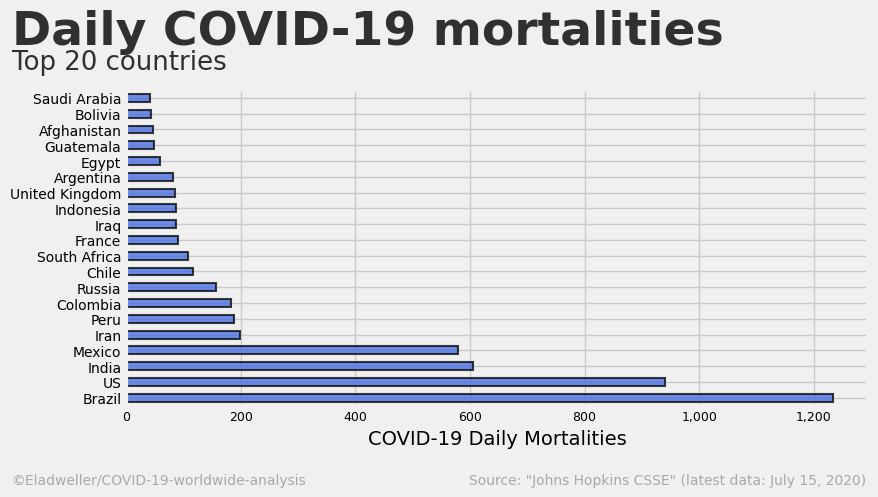 Daily COVID-19 mortalities
Top 20 countries
Saudi Arabia
Bolivia
Afghanistan
Guatemala
Egypt
Argentina
United Kingdom
Indonesia
Iraq
France
South Africa
Chile
Russia
Colombia
Peru
Iran
Mexico
India
US
Brazil
0 200 400 600 800 1,000 1,200
COVID-19 Daily Mortalities
©Eladweller/COVID-19-worldwide-analysis Source: "Johns Hopkins CSSE" (latest data: July 15, 2020)